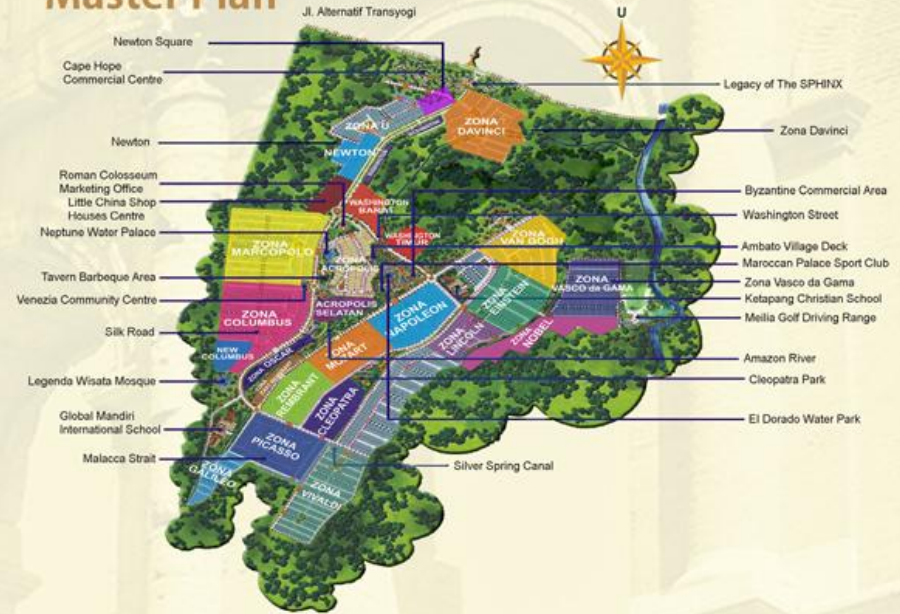 Master Plan
Jl. Alternatif Transyogi
U
Newton Square
Cape Hope
Commercial Centre
Newton
Roman Colosseum
Marketing Office
Little China Shop
Houses Centre
Neptune Water Palace
Tavern Barbeque Area
Venezia Community Centre
Silk Road
Legenda Wisata Mosque
Global Mandiri
International School
Malacca Strait
Legacy of The SPHINX
Zona Davinci
Byzantine Commercial Area
Washington Street
Ambato Village Deck
Maroccan Palace Sport Club
Zona Vasco da Gama
Ketapang Christian School
Meilia Golf Driving Range
Amazon River
Cleopatra Park
El Dorado Water Park
Silver Spring Canal
ZONA U
NEWTON
ZONA
DAVINCI
WASHINGTON
BARAT
WASHINGTON
TIMUR
ZONA
MARCOPOLO
ZONA
ACROPOLIS
ACROPOLIS
SELATAN
ZONA
VAN GOGH
ZONA
VASCO da GAMA
ZONA
EINSTEIN
ZONA
NAPOLEON
ZONA
LINCOLN
ZONA
NOBEL
ZONA
COLUMBUS
NEW
COLUMBUS
ZONA OSCAR
ZONA
MOZART
ZONA
REMBRANT
ZONA
CLEOPATRA
ZONA
PICASSO
ZONA
GALILEO
ZONA
VIVALDI